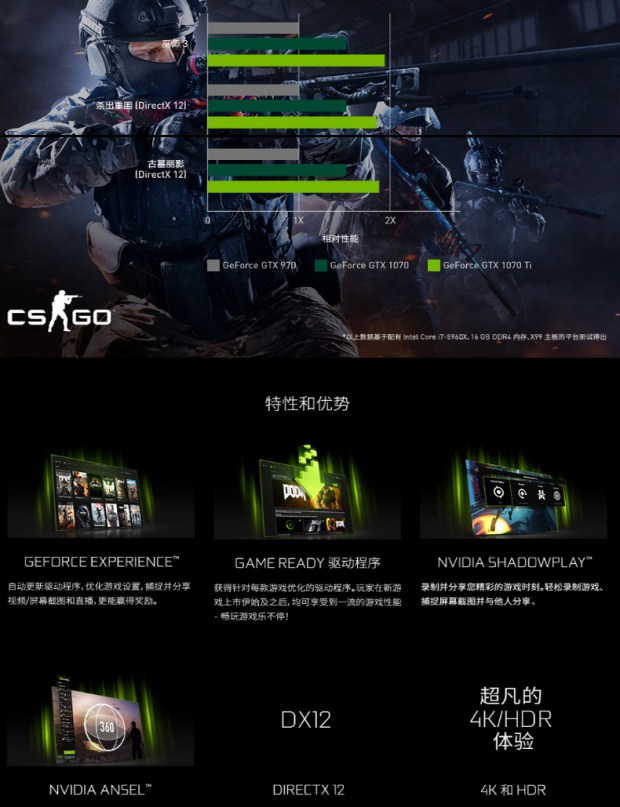 杀出重围 (DirectX 12)
古墓丽影
(DirectX 12)
0 1X 2X
相对性能
GeForce GTX 970 GeForce GTX 1070 GeForce GTX 1070 Ti
CS GO
*以上数据基于配有 Intel Core i7-5960X、16 GB DDR4 内存、X99 主板的平台测试得出
特性和优势
DOOM
GEFORCE EXPERIENCE™
自动更新驱动程序,优化游戏设置,捕捉并分享
视频/屏幕截图和直播,更能赢得奖励。
GAME READY 驱动程序
获得针对每款游戏优化的驱动程序。玩家在新游
戏上市伊始及之后,均可享受到一流的游戏性能
- 畅玩游戏乐不停!
NVIDIA SHADOWPLAY™
录制并分享您精彩的游戏时刻。轻松录制游戏、
捕捉屏幕截图并与他人分享。
360
NVIDIA ANSEL™
DX12
DIRECTX 12
超凡的
4K/HDR
体验
4K 和 HDR